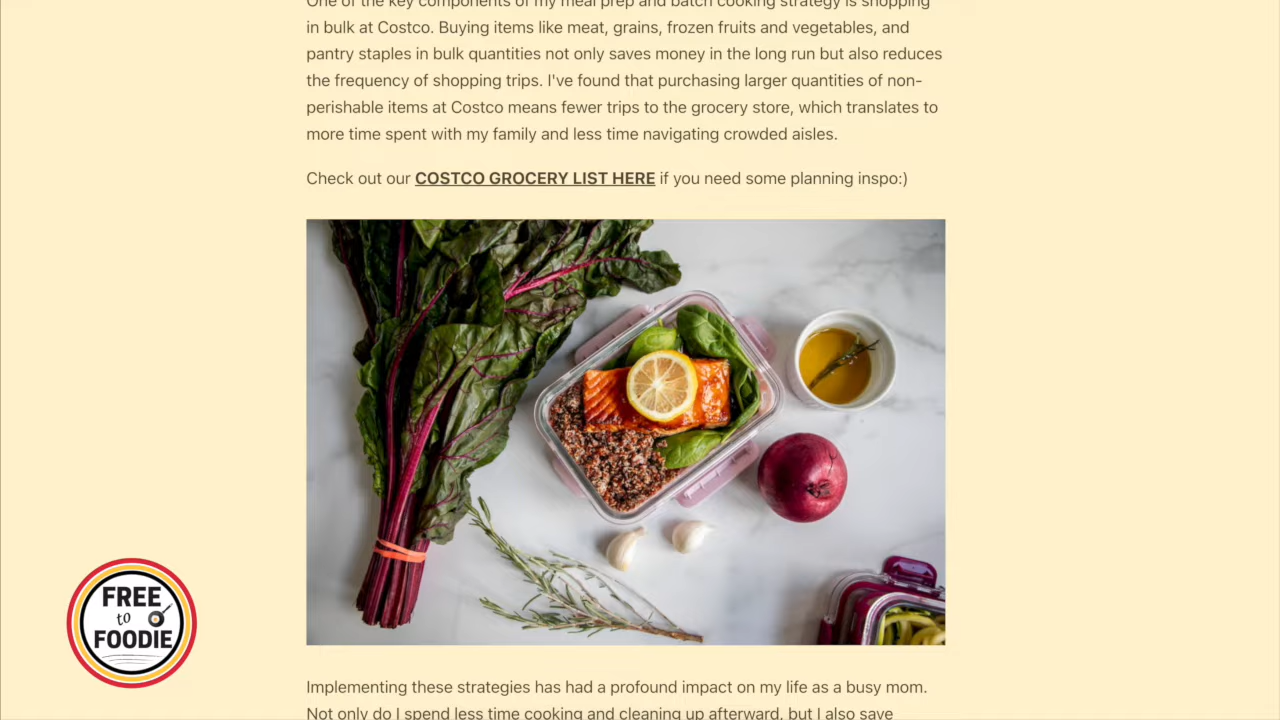 One of the key components of my meal prep and batch cooking strategy is shopping
in bulk at Costco. Buying items like meat, grains, frozen fruits and vegetables, and
pantry staples in bulk quantities not only saves money in the long run but also reduces
the frequency of shopping trips. I've found that purchasing larger quantities of non-
perishable items at Costco means fewer trips to the grocery store, which translates to
more time spent with my family and less time navigating crowded aisles.
Check out our COSTCO GROCERY LIST HERE if you need some planning inspo:)
FREE
to
FOODIE
Implementing these strategies has had a profound impact on my life as a busy mom.
Not only do I spend less time cooking and cleaning up afterward, but I also save